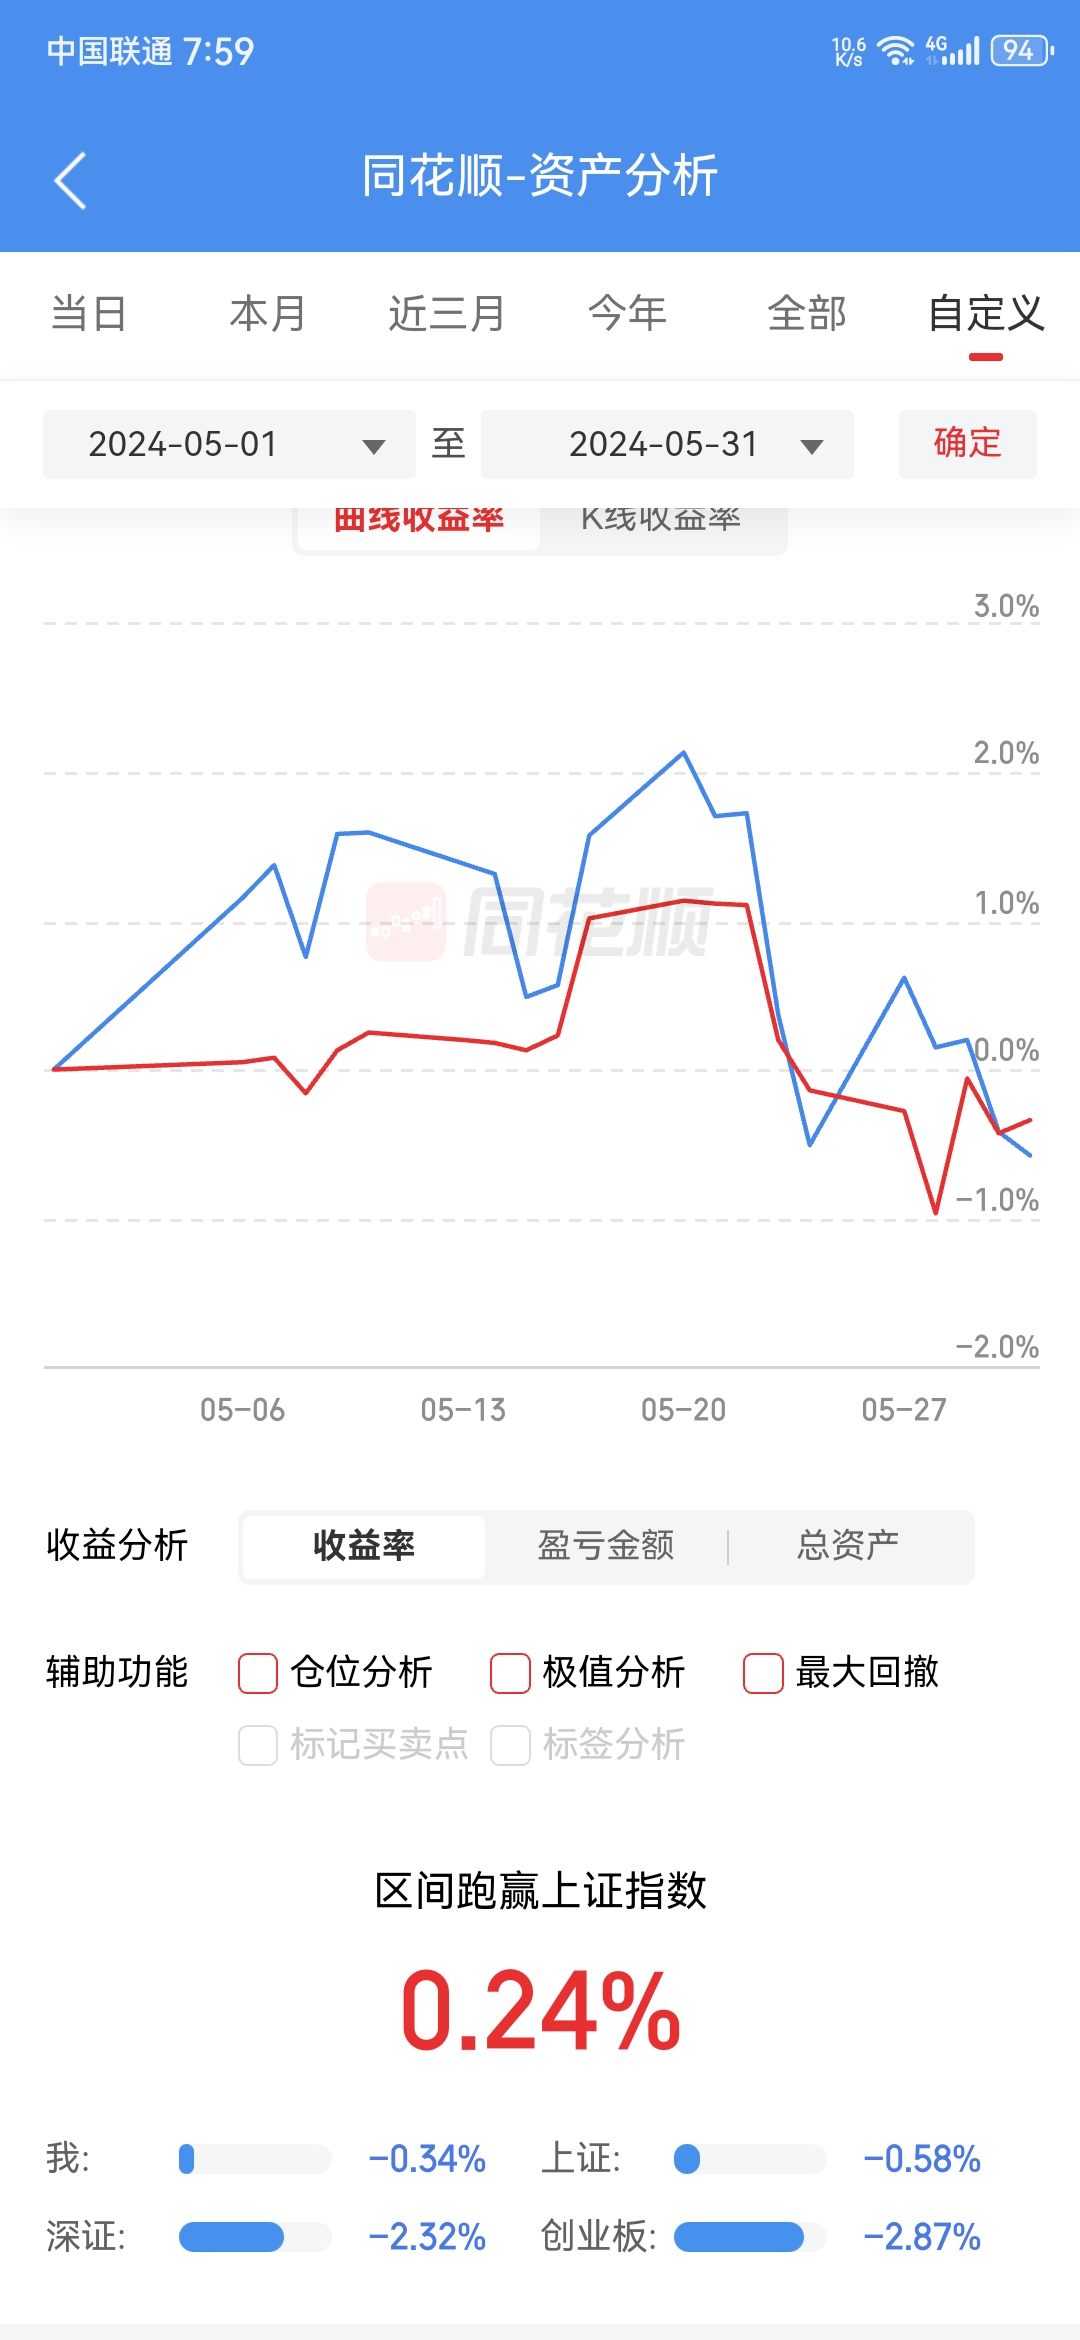 中国联通 7:59 10.6 K/s 4G 94
同花顺-资产分析
当日 本月 近三月 今年 全部 自定义
2024-05-01 至 2024-05-31 确定
曲线收益率 K线收益率
3.0%
2.0%
1.0%
同花顺
0.0%
-1.0%
-2.0%
05-06 05-13 05-20 05-27
收益分析 收益率 盈亏金额 总资产
辅助功能 仓位分析 极值分析 最大回撤
标记买卖点 标签分析
区间跑赢上证指数
0.24%
我: -0.34% 上证: -0.58%
深证: -2.32% 创业板: -2.87%